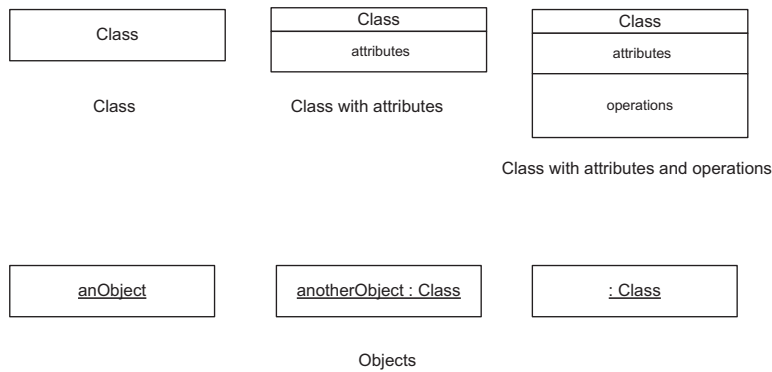 Class
Class
attributes
Class
attributes
operations
Class
Class with attributes
Class with attributes and operations
anObject
anotherObject : Class
: Class
Objects